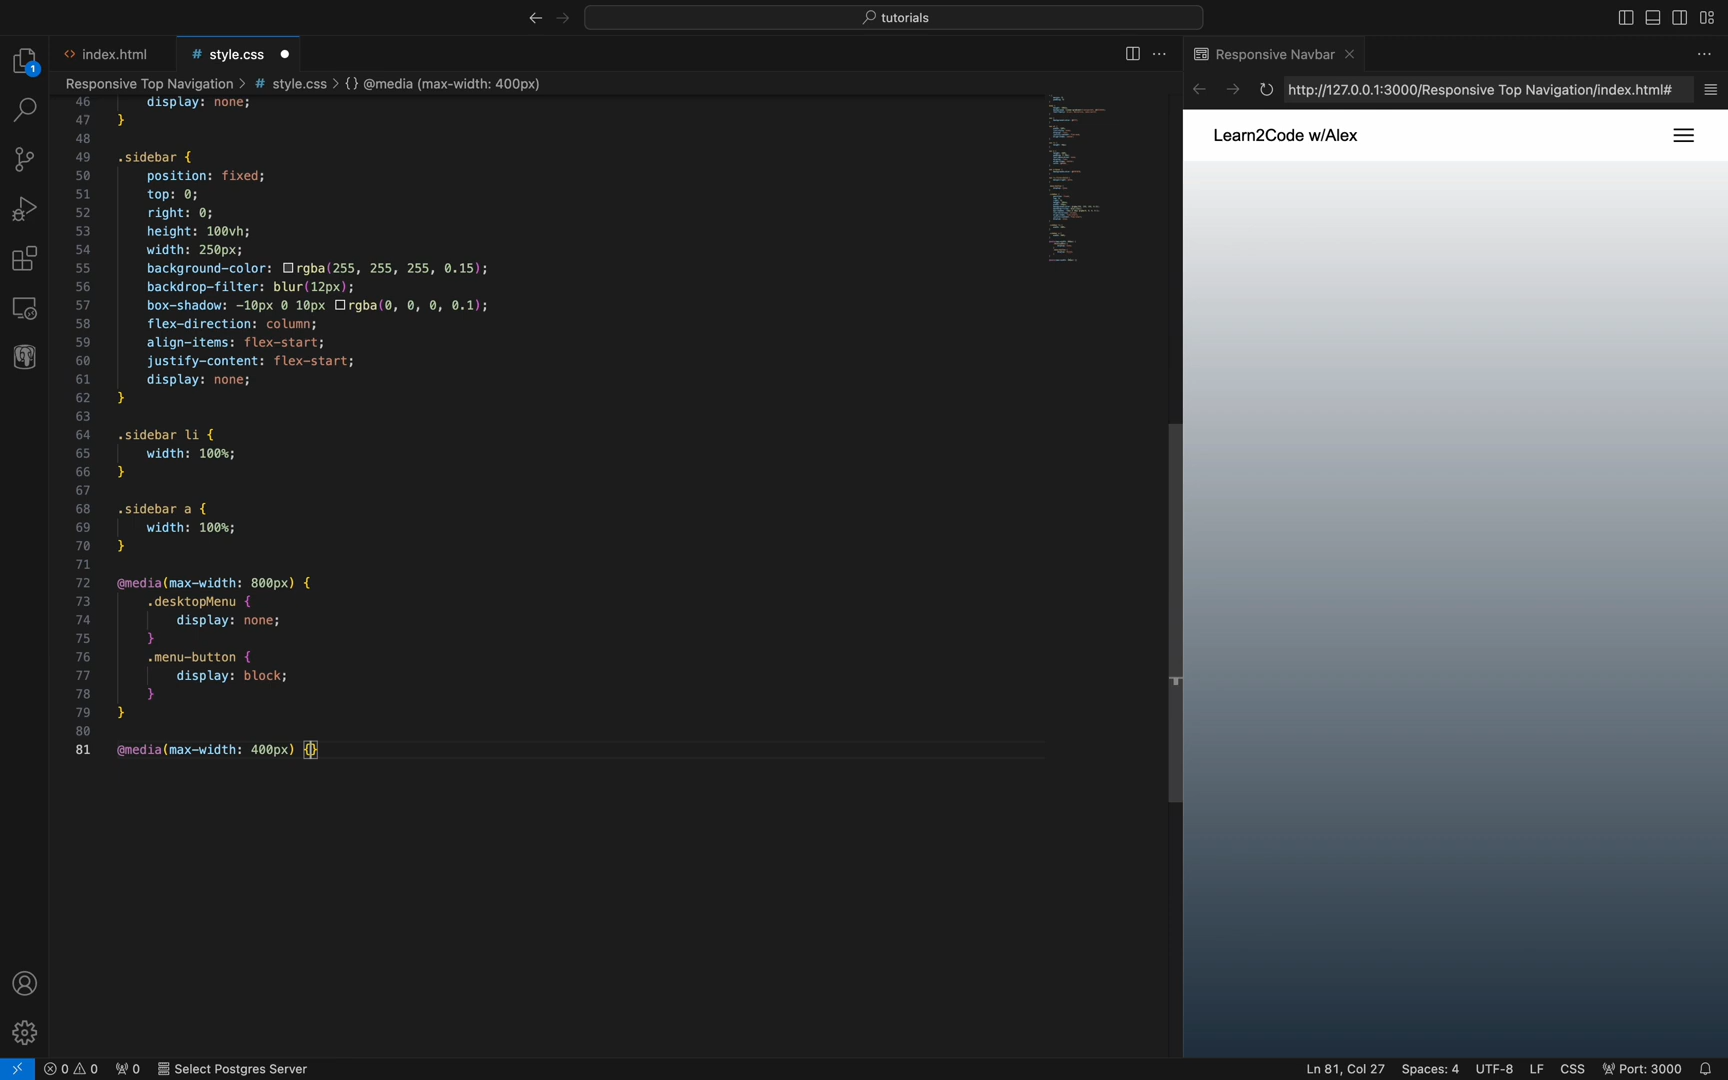 tutorials
index.html
# style.css
Responsive Navbar
1
Responsive Top Navigation > # style.css > {} @media (max-width: 400px)
http://127.0.0.1:3000/Responsive Top Navigation/index.html#
Learn2Code w/Alex
46 display: none;
47 }
48
49 .sidebar {
50 position: fixed;
51 top: 0;
52 right: 0;
53 height: 100vh;
54 width: 250px;
55 background-color: rgba(255, 255, 255, 0.15);
56 backdrop-filter: blur(12px);
57 box-shadow: -10px 0 10px rgba(0, 0, 0, 0.1);
58 flex-direction: column;
59 align-items: flex-start;
60 justify-content: flex-start;
61 display: none;
62 }
63
64 .sidebar li {
65 width: 100%;
66 }
67
68 .sidebar a {
69 width: 100%;
70 }
71
72 @media(max-width: 800px) {
73 .desktopMenu {
74 display: none;
75 }
76 .menu-button {
77 display: block;
78 }
79 }
80
81 @media(max-width: 400px) {}
0 0 0 Select Postgres Server
Ln 81, Col 27 Spaces: 4 UTF-8 LF CSS Port: 3000